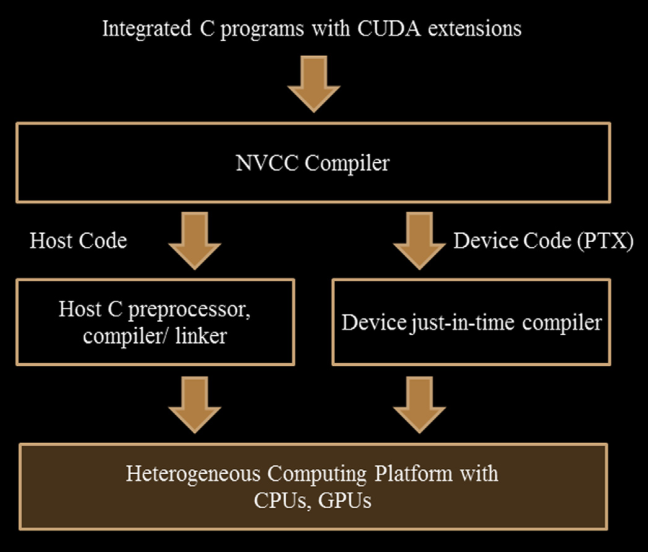 Integrated C programs with CUDA extensions
NVCC Compiler
Host Code
Device Code (PTX)
Host C preprocessor,
compiler/ linker
Device just-in-time compiler
Heterogeneous Computing Platform with
CPUs, GPUs